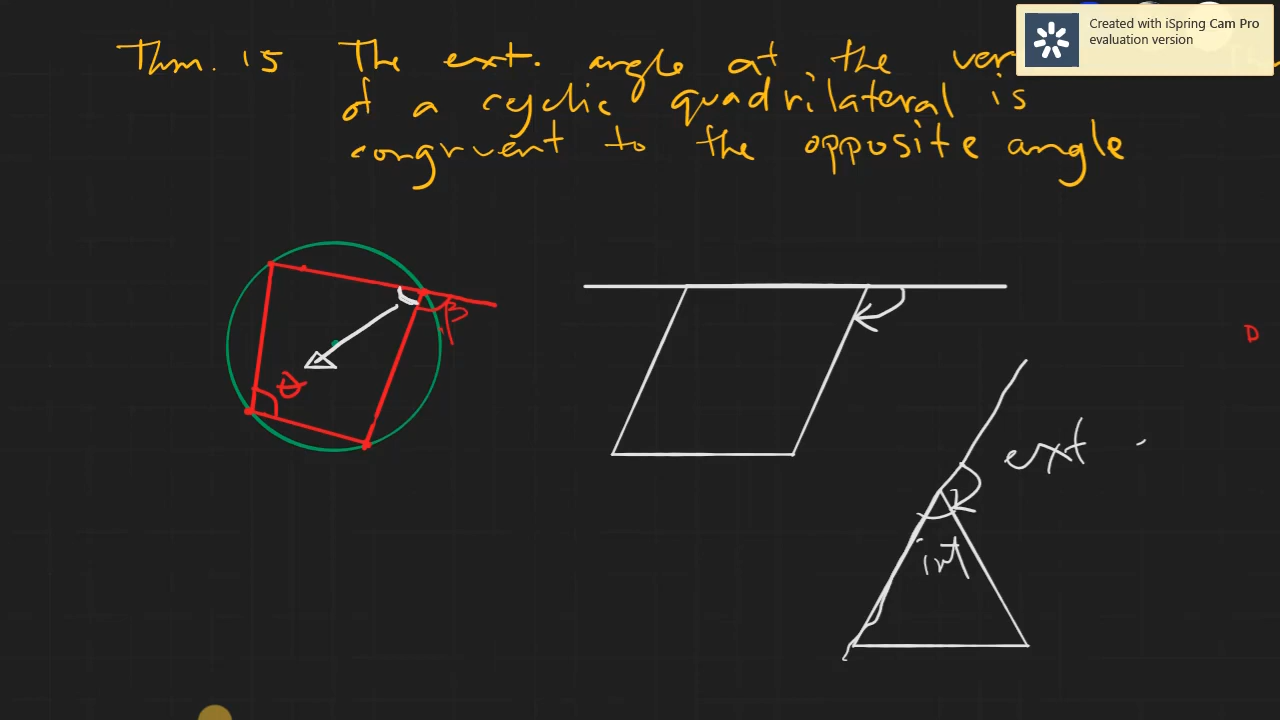 Created with iSpring Cam Pro
evaluation version
Thm. 15 The ext. angle at the ver
of a cyclic quadrilateral is
congruent to the opposite angle
β
θ
D
ext
int